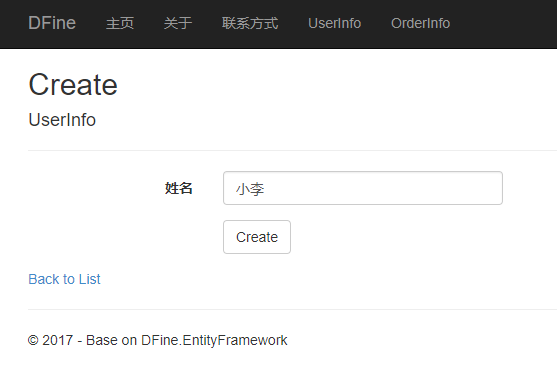 DFine 主页 关于 联系方式 UserInfo OrderInfo
Create
UserInfo
姓名 小李
Create
Back to List
© 2017 - Base on DFine.EntityFramework